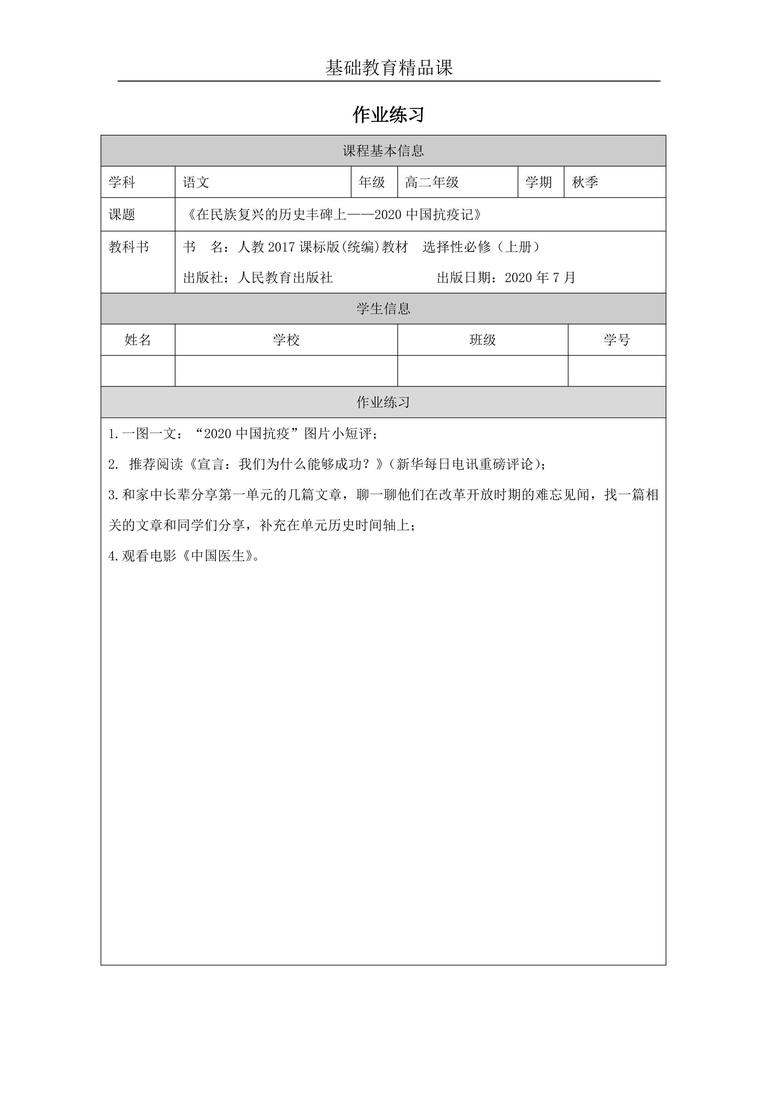 基础教育精品课
作业练习
课程基本信息
学科 语文 年级 高二年级 学期 秋季
课题 《在民族复兴的历史丰碑上——2020中国抗疫记》
教科书 书　名：人教2017课标版(统编)教材　选择性必修（上册）
出版社：人民教育出版社 出版日期：2020年7月
学生信息
姓名 学校 班级 学号
作业练习
1.一图一文：“2020中国抗疫”图片小短评；
2. 推荐阅读《宣言：我们为什么能够成功？》（新华每日电讯重磅评论）；
3.和家中长辈分享第一单元的几篇文章，聊一聊他们在改革开放时期的难忘见闻，找一篇相
关的文章和同学们分享，补充在单元历史时间轴上；
4.观看电影《中国医生》。